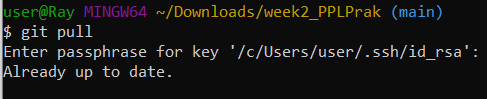 user@Ray MINGW64 ~/Downloads/week2_PPLPrak (main)
$ git pull
Enter passphrase for key '/c/Users/user/.ssh/id_rsa':
Already up to date.